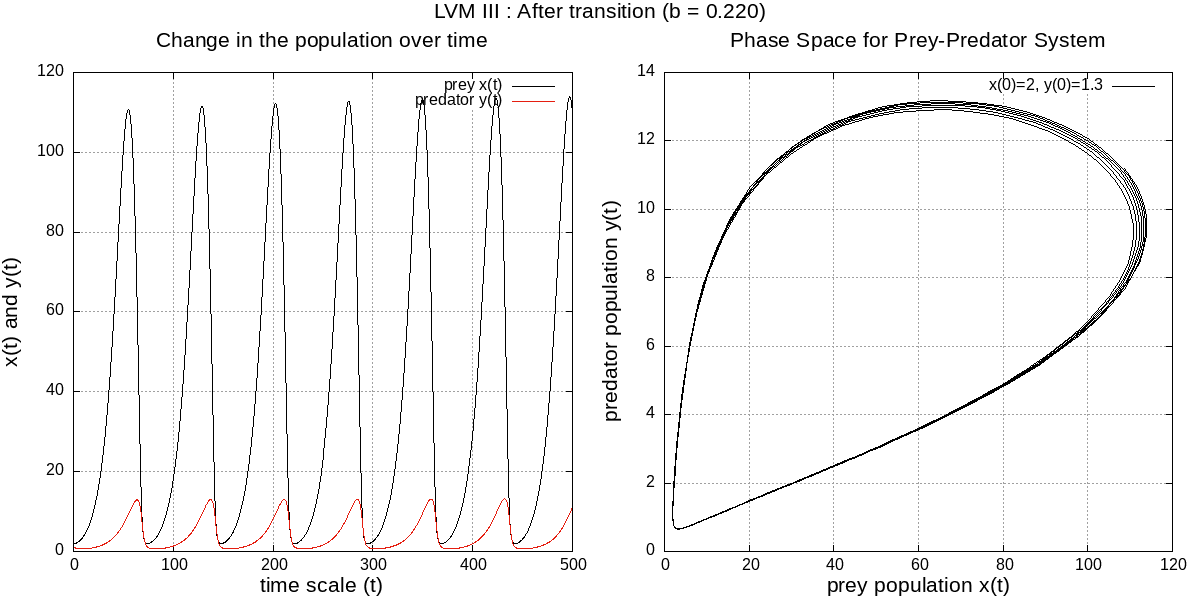 LVM III : After transition (b = 0.220)
Change in the population over time
120
100
80
60
40
20
0
x(t) and y(t)
prey x(t)
predator y(t)
0 100 200 300 400 500
time scale (t)
Phase Space for Prey-Predator System
14
12
10
8
6
4
2
0
predator population y(t)
x(0)=2, y(0)=1.3
0 20 40 60 80 100 120
prey population x(t)